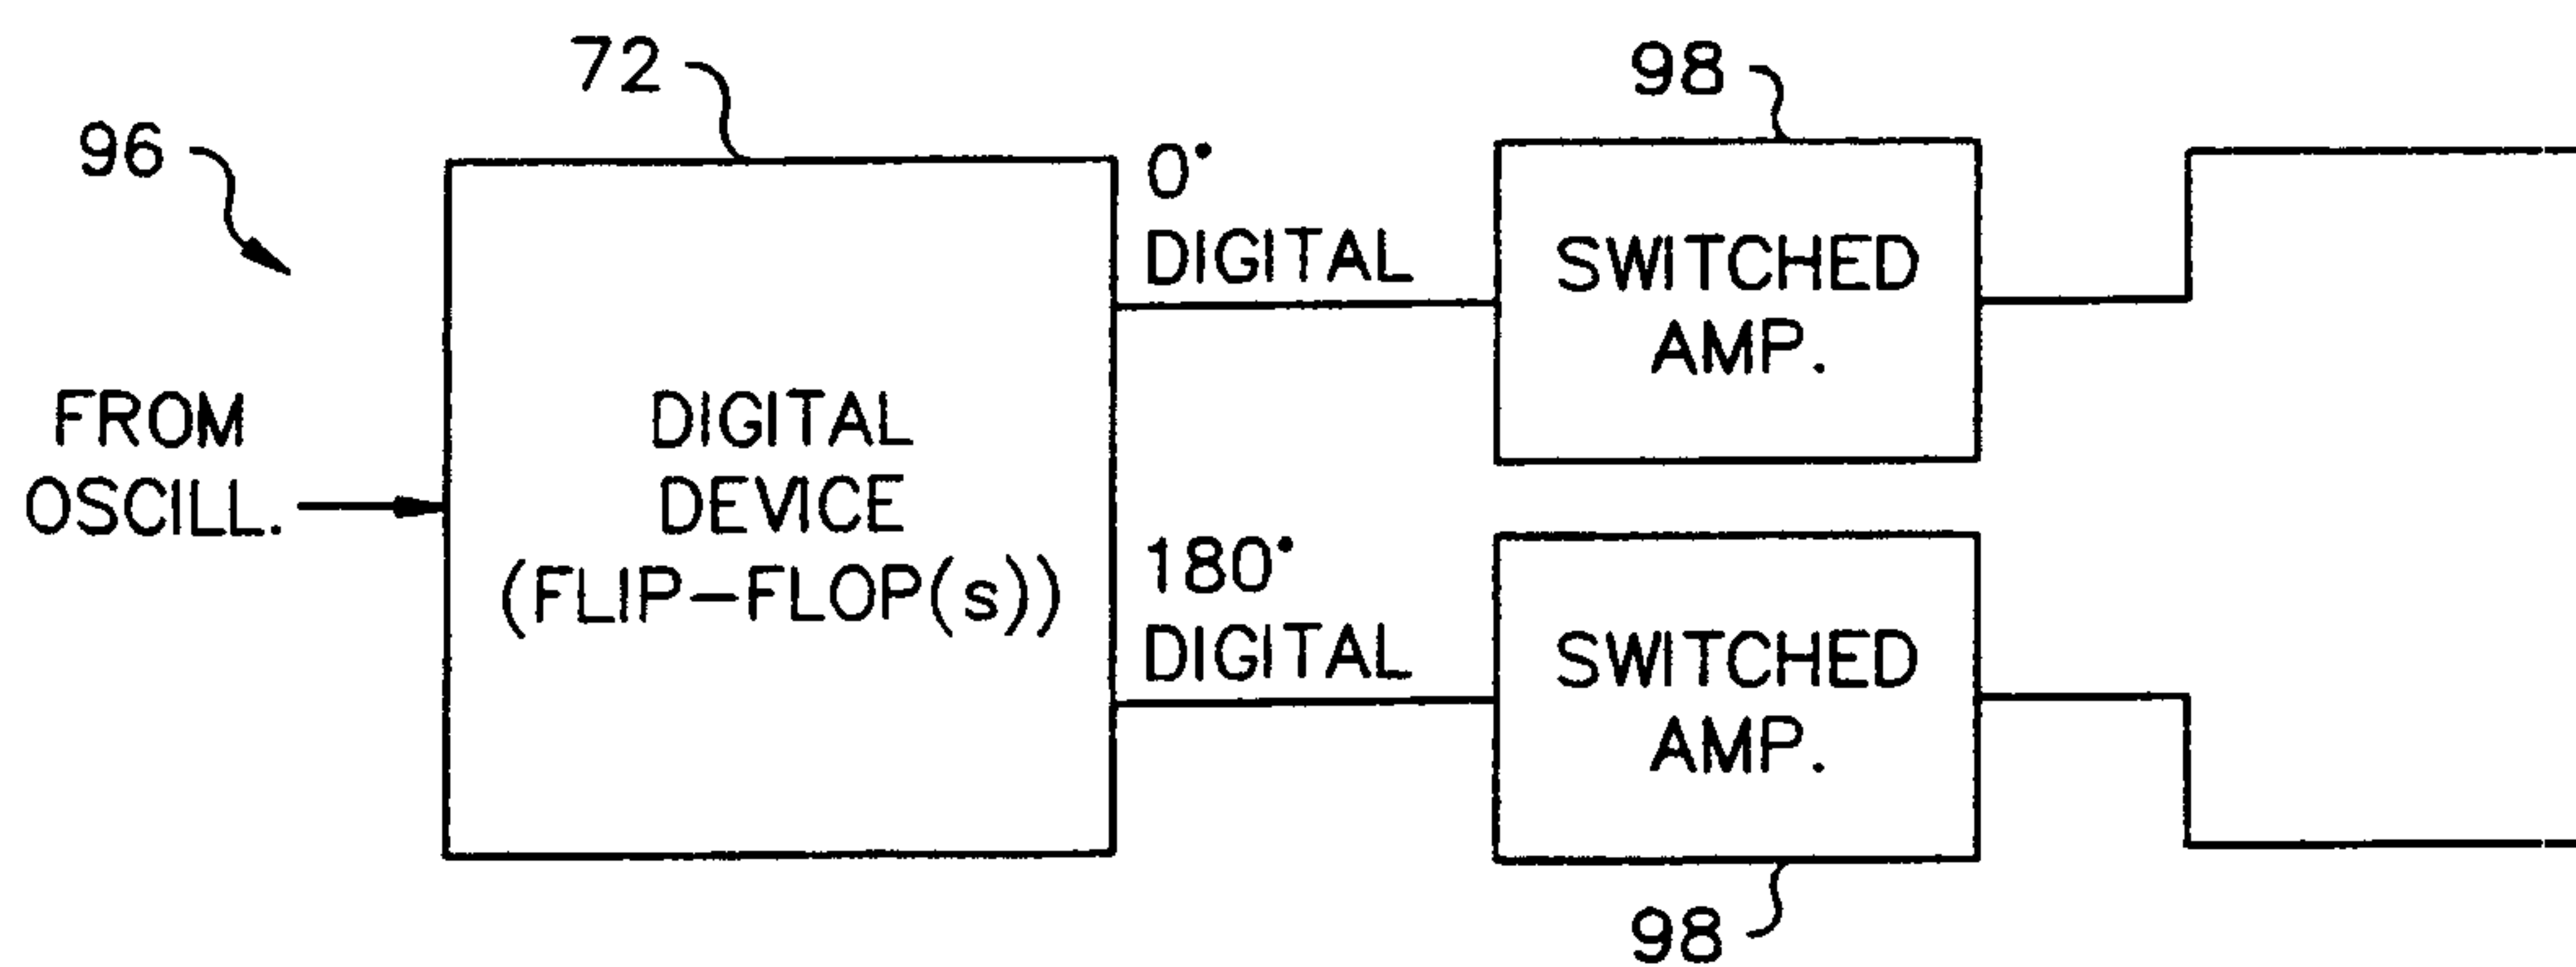 72
98
96
0°
DIGITAL
SWITCHED
AMP.
FROM
OSCILL.
DIGITAL
DEVICE
(FLIP-FLOP(s))
180°
DIGITAL
SWITCHED
AMP.
98